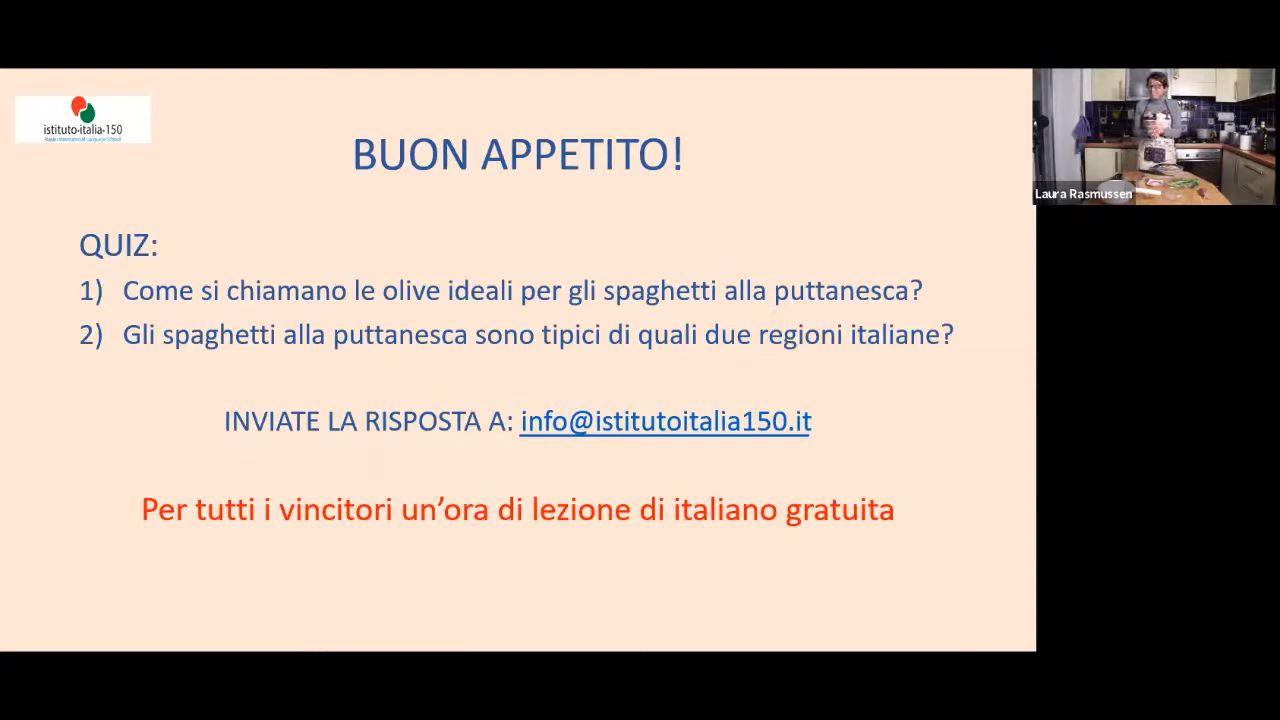 istituto-italia-150
BUON APPETITO!
Laura Rasmussen
QUIZ:
1) Come si chiamano le olive ideali per gli spaghetti alla puttanesca?
2) Gli spaghetti alla puttanesca sono tipici di quali due regioni italiane?
INVIATE LA RISPOSTA A: info@istitutoitalia150.it
Per tutti i vincitori un’ora di lezione di italiano gratuita